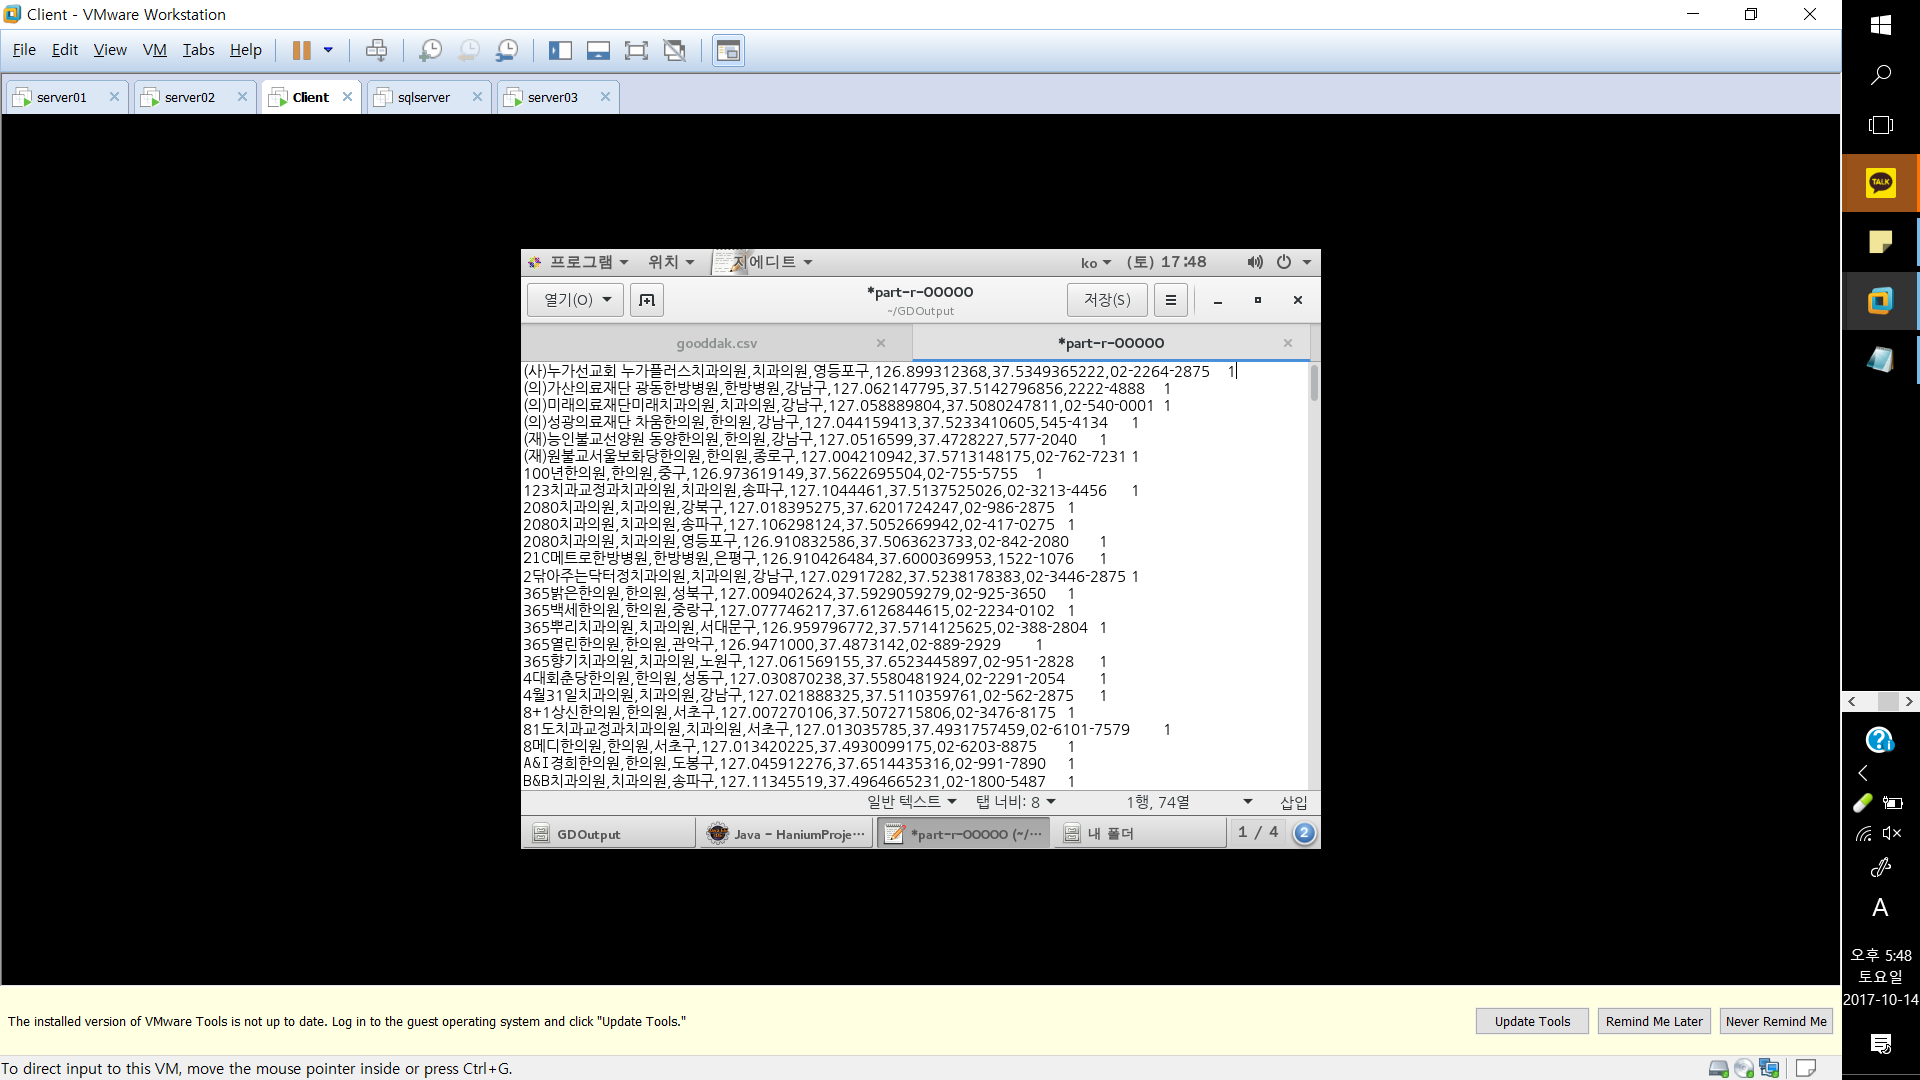 Client - VMware Workstation
File Edit View VM Tabs Help
server01 server02 Client sqlserver server03
프로그램 위치 지에디트 ko (토) 17:48
열기(O) *part-r-00000 저장(S)
~/GDOutput
gooddak.csv *part-r-00000
(사)누가선교회 누가플러스치과의원,치과의원,영등포구,126.899312368,37.5349365222,02-2264-2875 1
(의)가산의료재단 광동한방병원,한방병원,강남구,127.062147795,37.5142796856,2222-4888 1
(의)미래의료재단미래치과의원,치과의원,강남구,127.058889804,37.5080247811,02-540-0001 1
(의)성광의료재단 차움한의원,한의원,강남구,127.044159413,37.5233410605,545-4134 1
(재)능인불교선양원 동양한의원,한의원,강남구,127.0516599,37.4728227,577-2040 1
(재)원불교서울보화당한의원,한의원,종로구,127.004210942,37.5713148175,02-762-7231 1
100년한의원,한의원,중구,126.973619149,37.5622695504,02-755-5755 1
123치과교정과치과의원,치과의원,송파구,127.1044461,37.5137525026,02-3213-4456 1
2080치과의원,치과의원,강북구,127.018395275,37.6201724247,02-986-2875 1
2080치과의원,치과의원,송파구,127.106298124,37.5052669942,02-417-0275 1
2080치과의원,치과의원,영등포구,126.910832586,37.5063623733,02-842-2080 1
21C메트로한방병원,한방병원,은평구,126.910426484,37.6000369953,1522-1076 1
2닦아주는닥터정치과의원,치과의원,강남구,127.02917282,37.5238178383,02-3446-2875 1
365밝은한의원,한의원,성북구,127.009402624,37.5929059279,02-925-3650 1
365백세한의원,한의원,중랑구,127.077746217,37.6126844615,02-2234-0102 1
365뿌리치과의원,치과의원,서대문구,126.959796772,37.5714125625,02-388-2804 1
365열린한의원,한의원,관악구,126.9471000,37.4873142,02-889-2929 1
365향기치과의원,치과의원,노원구,127.061569155,37.6523445897,02-951-2828 1
4대회춘당한의원,한의원,성동구,127.030870238,37.5580481924,02-2291-2054 1
4월31일치과의원,치과의원,강남구,127.021888325,37.5110359761,02-562-2875 1
8+1상신한의원,한의원,서초구,127.007270106,37.5072715806,02-3476-8175 1
81도치과교정과치과의원,치과의원,서초구,127.013035785,37.4931757459,02-6101-7579 1
8메디한의원,한의원,서초구,127.013420225,37.4930099175,02-6203-8875 1
A&I경희한의원,한의원,도봉구,127.045912276,37.6514435316,02-991-7890 1
B&B치과의원,치과의원,송파구,127.11345519,37.4964665231,02-1800-5487 1
일반 텍스트 탭 너비: 8 1행, 74열 삽입
GDOutput Java - HaniumProje··· *part-r-00000 (~/··· 내 폴더 1 / 4 2
The installed version of VMware Tools is not up to date. Log in to the guest operating system and click "Update Tools."
Update Tools Remind Me Later Never Remind Me
To direct input to this VM, move the mouse pointer inside or press Ctrl+G.
TALK
A
오후 5:48
토요일
2017-10-14